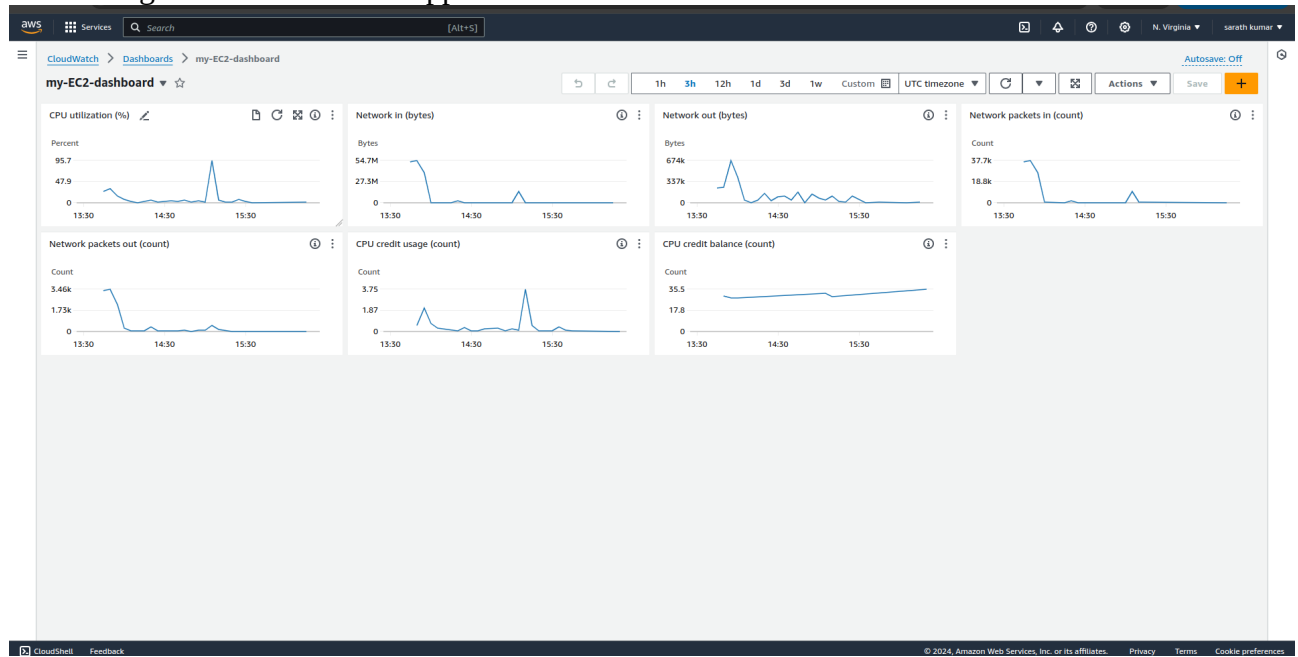 aws Services Search [Alt+S] N. Virginia sarath kumar
CloudWatch Dashboards my-EC2-dashboard Autosave: Off
my-EC2-dashboard 1h 3h 12h 1d 3d 1w Custom UTC timezone Actions Save +
CPU utilization (%)
Percent
95.7
47.9
0
13:30 14:30 15:30
Network in (bytes)
Bytes
54.7M
27.3M
0
13:30 14:30 15:30
Network out (bytes)
Bytes
674k
337k
0
13:30 14:30 15:30
Network packets in (count)
Count
37.7k
18.8k
0
13:30 14:30 15:30
Network packets out (count)
Count
3.46k
1.73k
0
13:30 14:30 15:30
CPU credit usage (count)
Count
3.75
1.87
0
13:30 14:30 15:30
CPU credit balance (count)
Count
35.5
17.8
0
13:30 14:30 15:30
CloudShell Feedback © 2024, Amazon Web Services, Inc. or its affiliates. Privacy Terms Cookie preferences